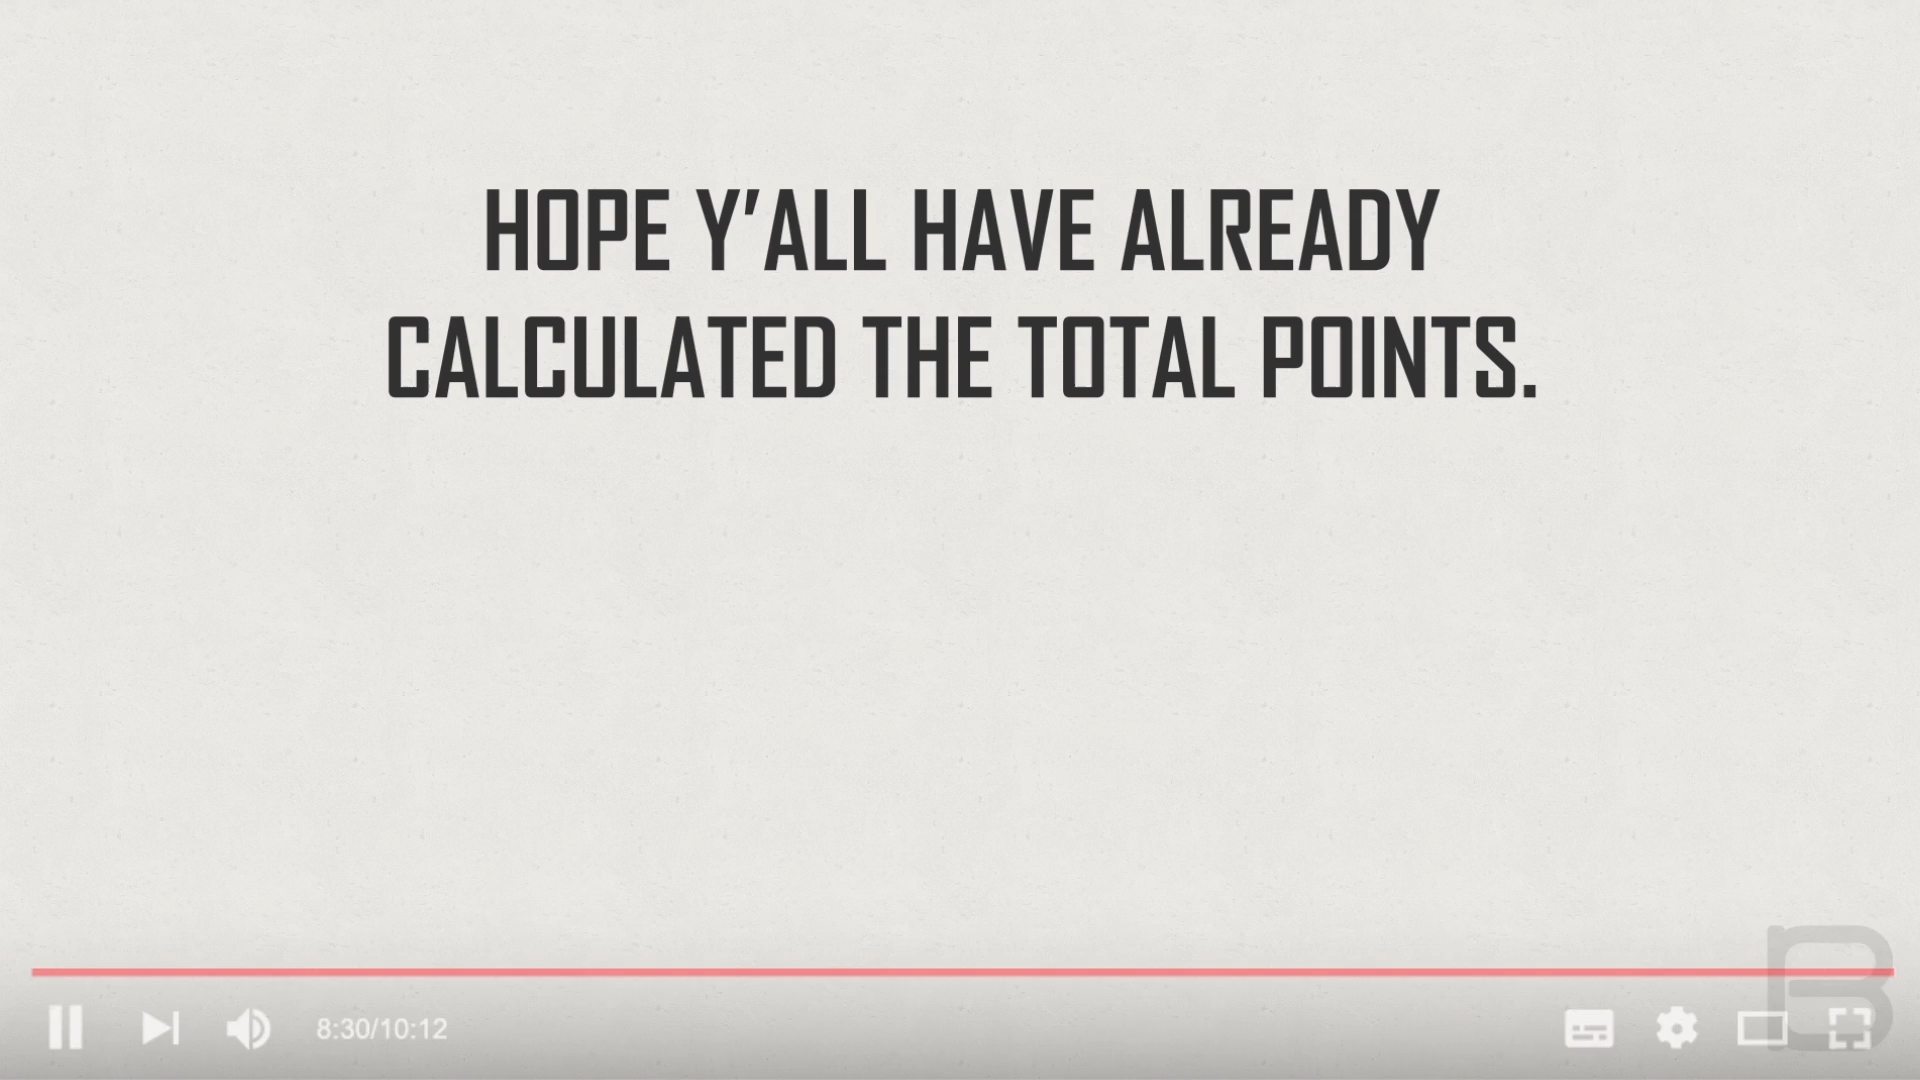 HOPE Y’ALL HAVE ALREADY
CALCULATED THE TOTAL POINTS.
8:30/10:12
B